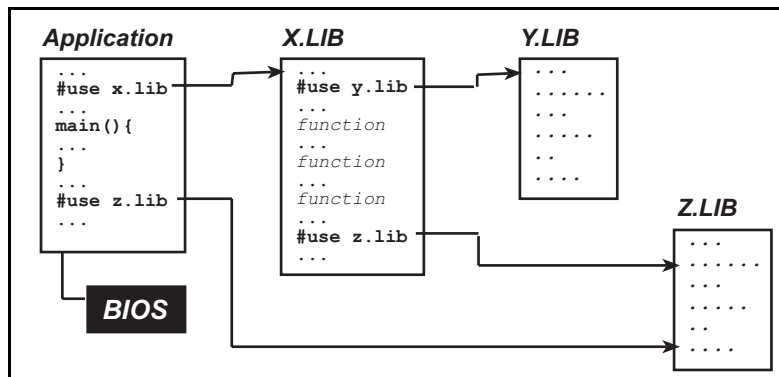 Application
...
#use x.lib
...
main(){
...
}
...
#use z.lib
...
BIOS
X.LIB
...
#use y.lib
...
function
...
function
...
function
...
#use z.lib
...
Y.LIB
...
......
...
.....
..
....
Z.LIB
...
......
...
.....
..
....